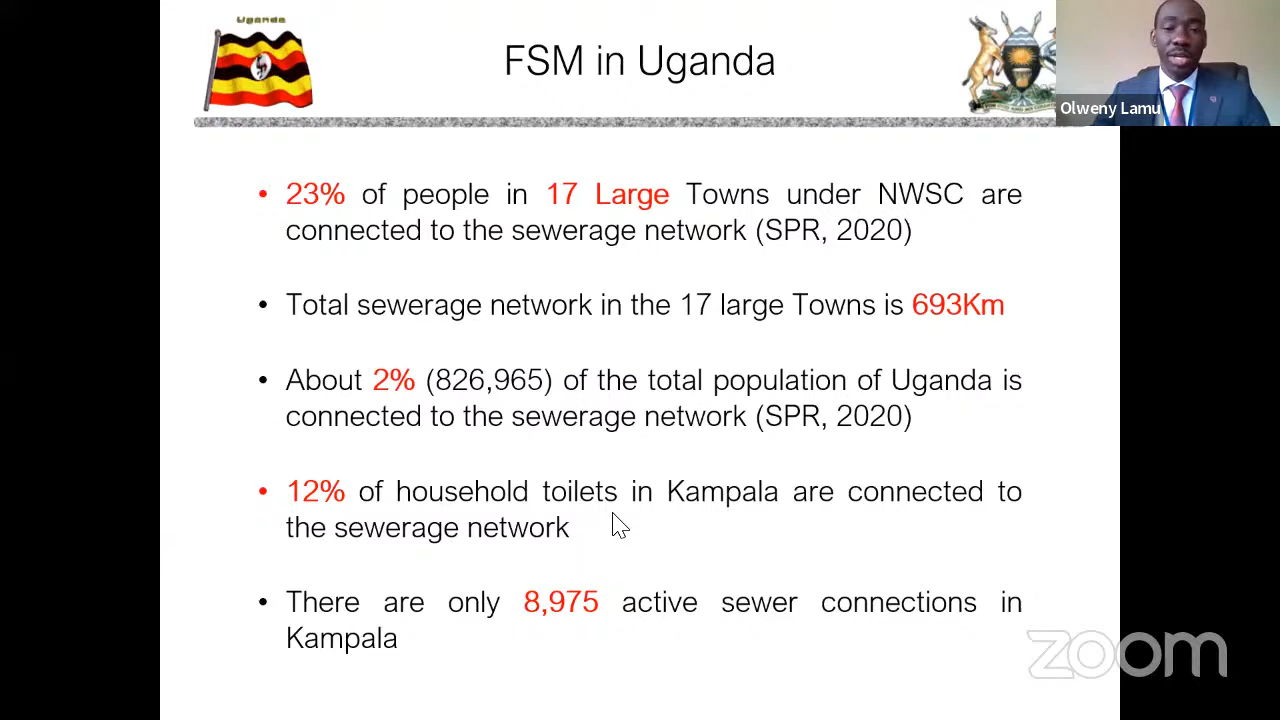 Uganda
FSM in Uganda
Olweny Lamu
• 23% of people in 17 Large Towns under NWSC are
connected to the sewerage network (SPR, 2020)
• Total sewerage network in the 17 large Towns is 693Km
• About 2% (826,965) of the total population of Uganda is
connected to the sewerage network (SPR, 2020)
• 12% of household toilets in Kampala are connected to
the sewerage network
• There are only 8,975 active sewer connections in
Kampala
zoom